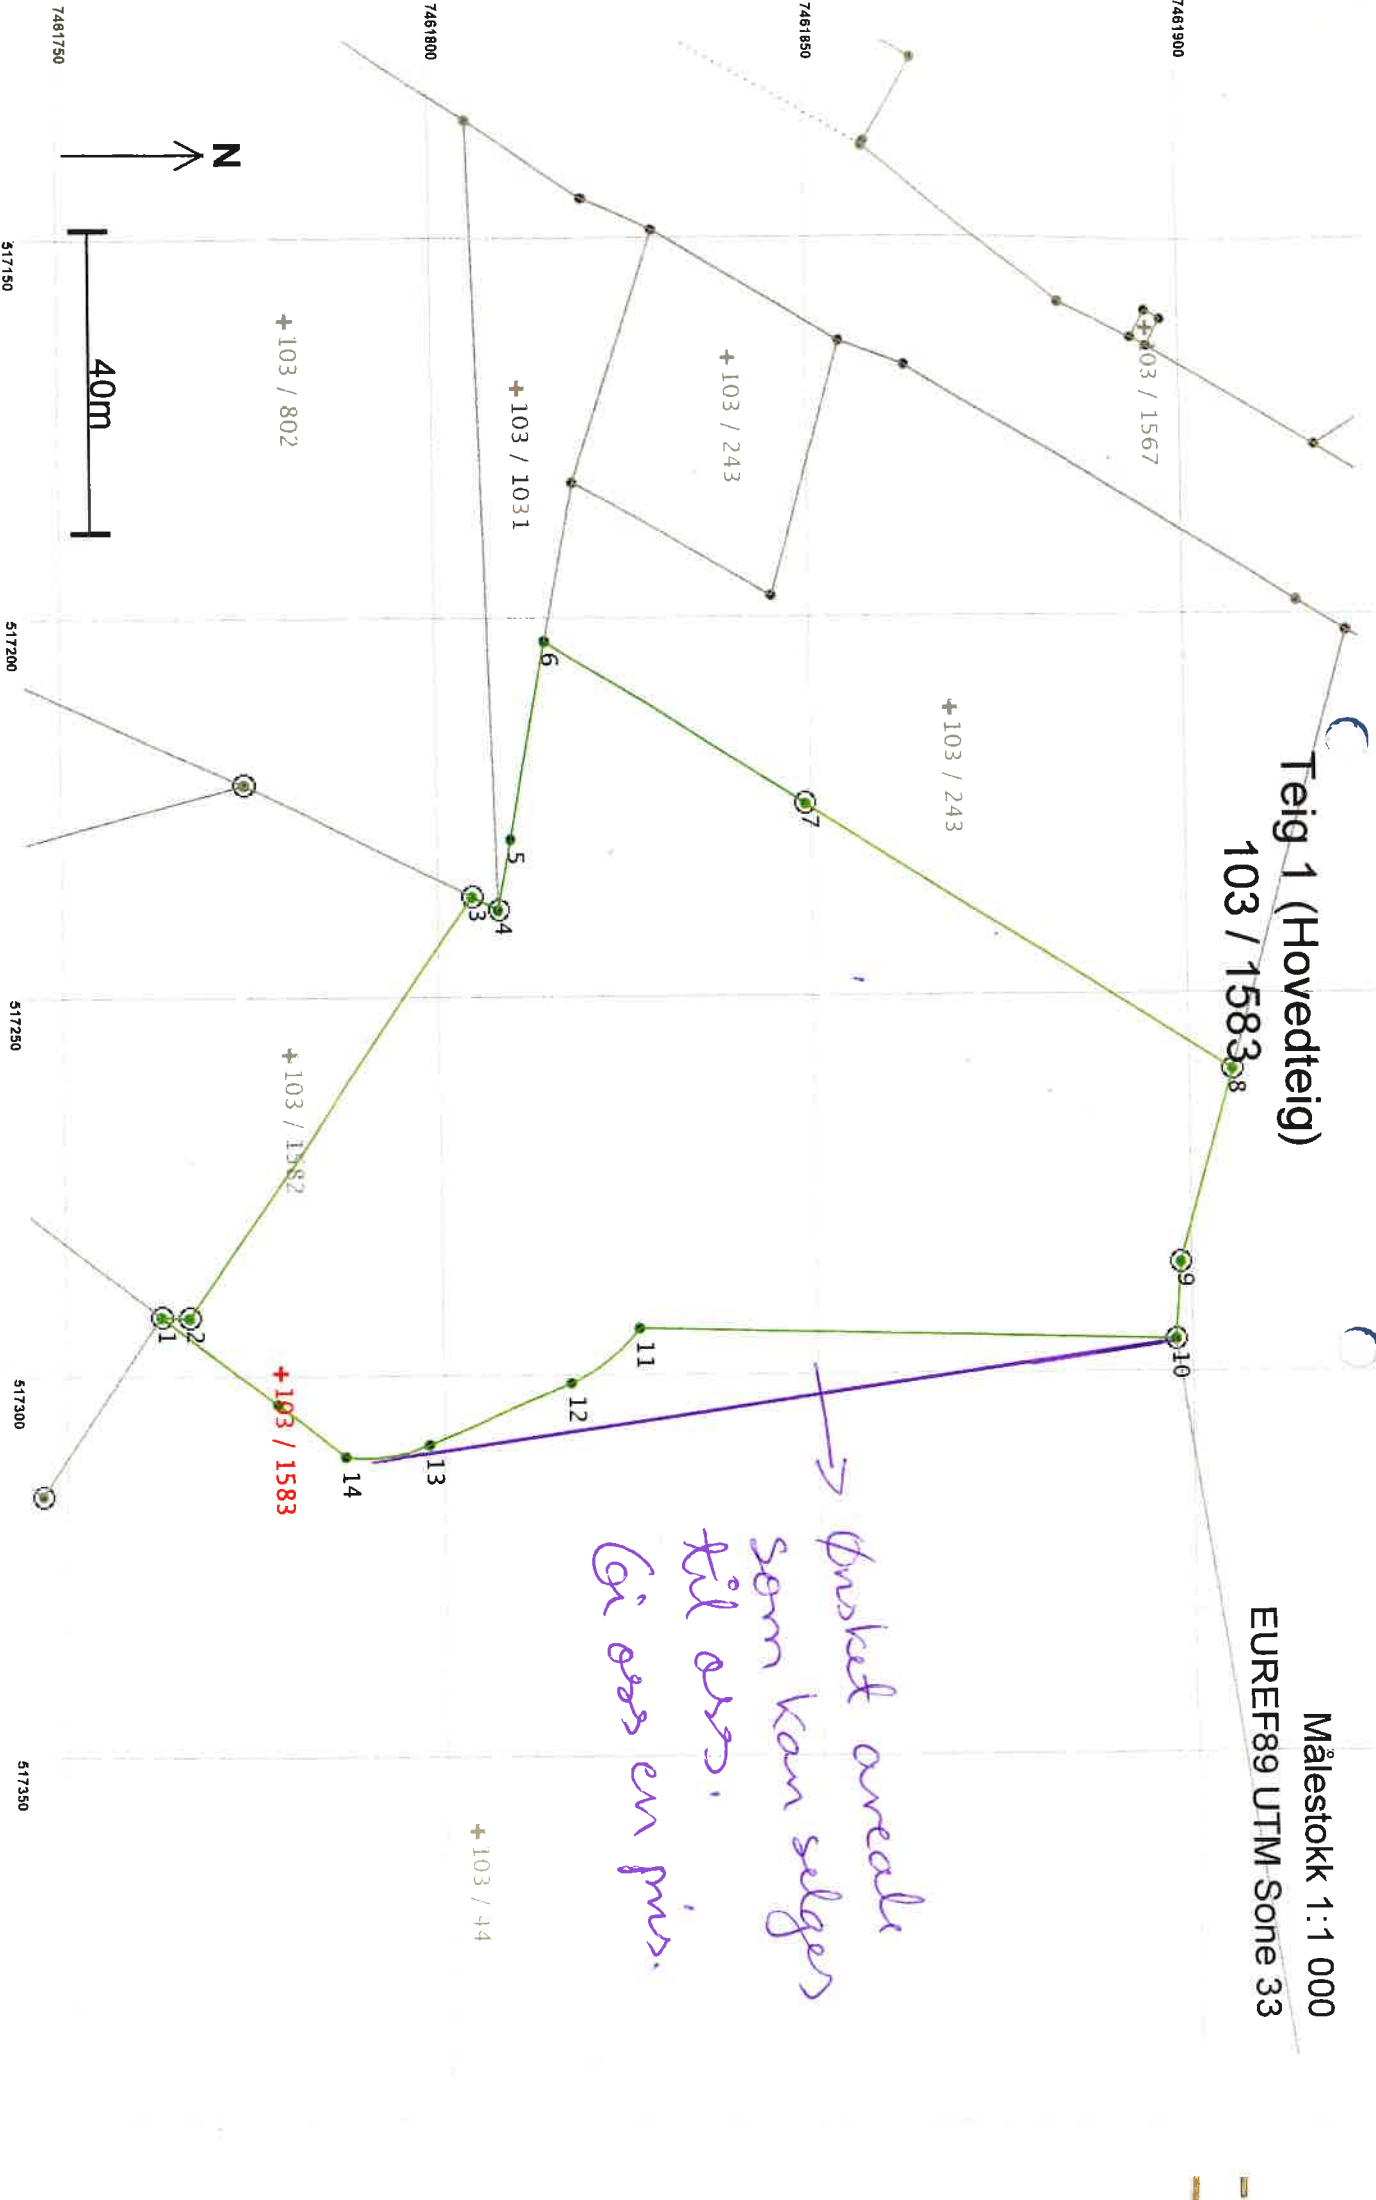 Målestokk 1:1 000
EUREF89 UTM Sone 33
Teig 1 (Hovedteig)
103 / 1583
7461900
7461850
7461800
7461750
517150
517200
517250
517300
517350
N
40m
+103 / 1567
+103 / 243
+103 / 1031
+103 / 802
+103 / 243
+103 / 1582
+103 / 1583
+103 / 44
1
2
3
4
5
6
7
8
9
10
11
12
13
14
Ønsket areale
som kan selges
til oss.
Gi oss en pris.